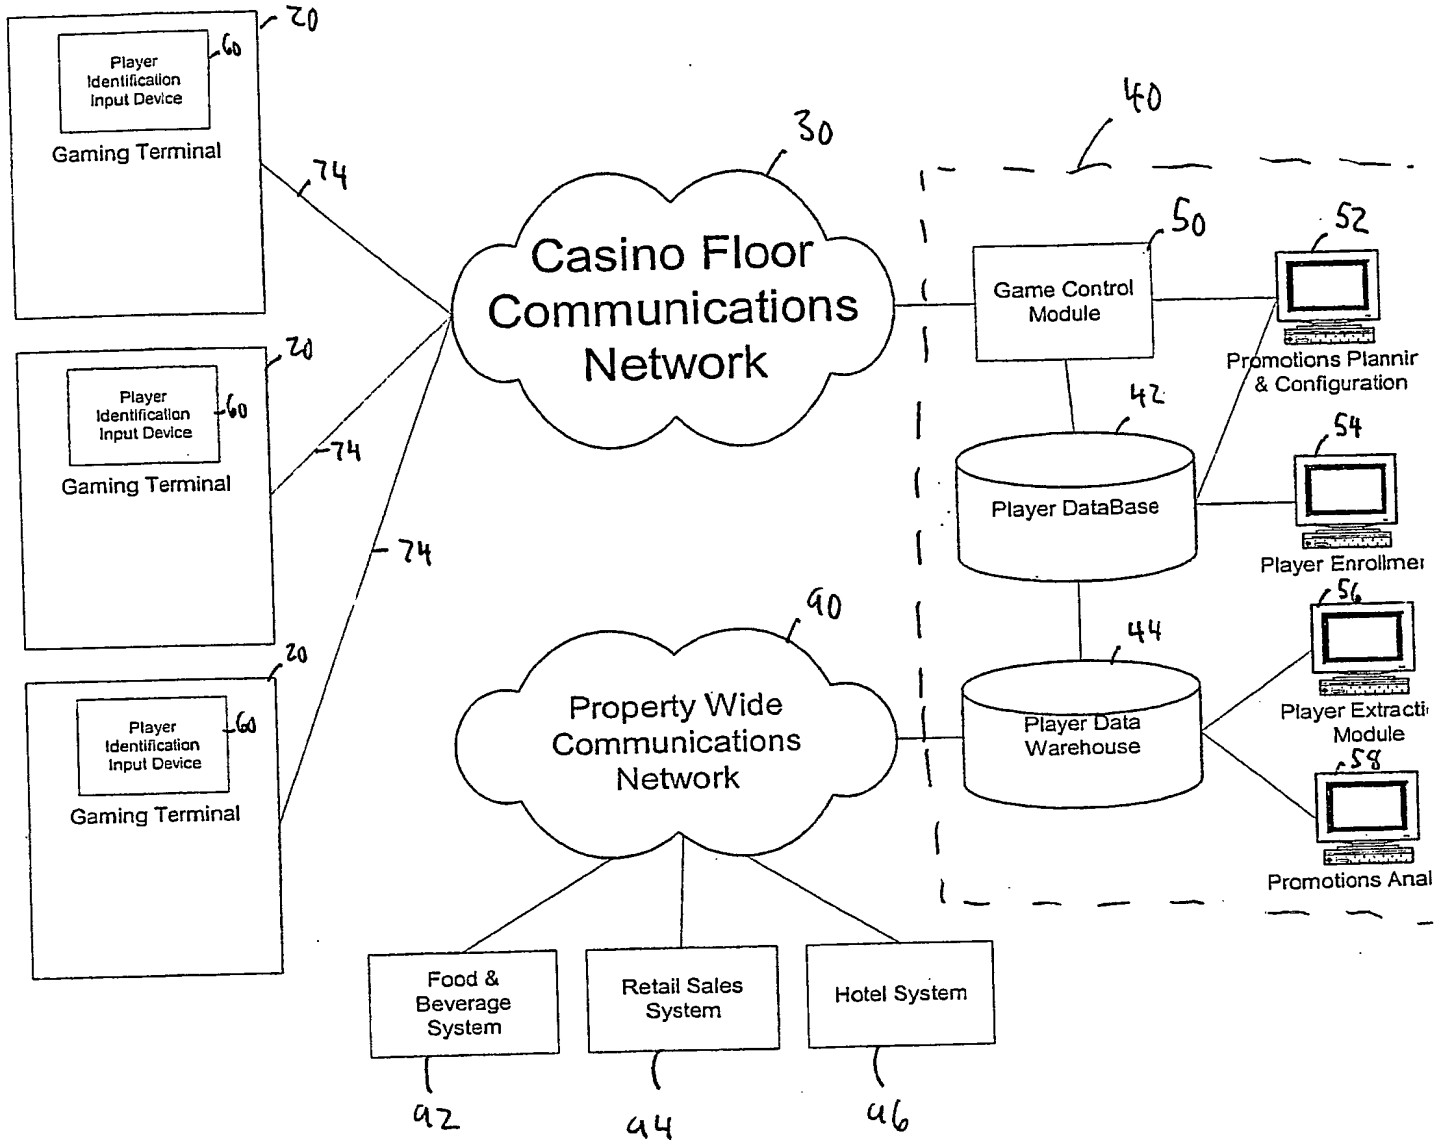 20
60
Player
Identification
Input Device
Gaming Terminal
74
20
60
Player
Identification
Input Device
Gaming Terminal
74
74
20
60
Player
Identification
Input Device
Gaming Terminal
30
Casino Floor
Communications
Network
40
50
Game Control
Module
52
Promotions Plannin
& Configuration
42
Player DataBase
54
Player Enrollmer
44
Player Data
Warehouse
56
Player Extracti
Module
58
Promotions Anal
90
Property Wide
Communications
Network
Food &
Beverage
System
92
Retail Sales
System
94
Hotel System
96